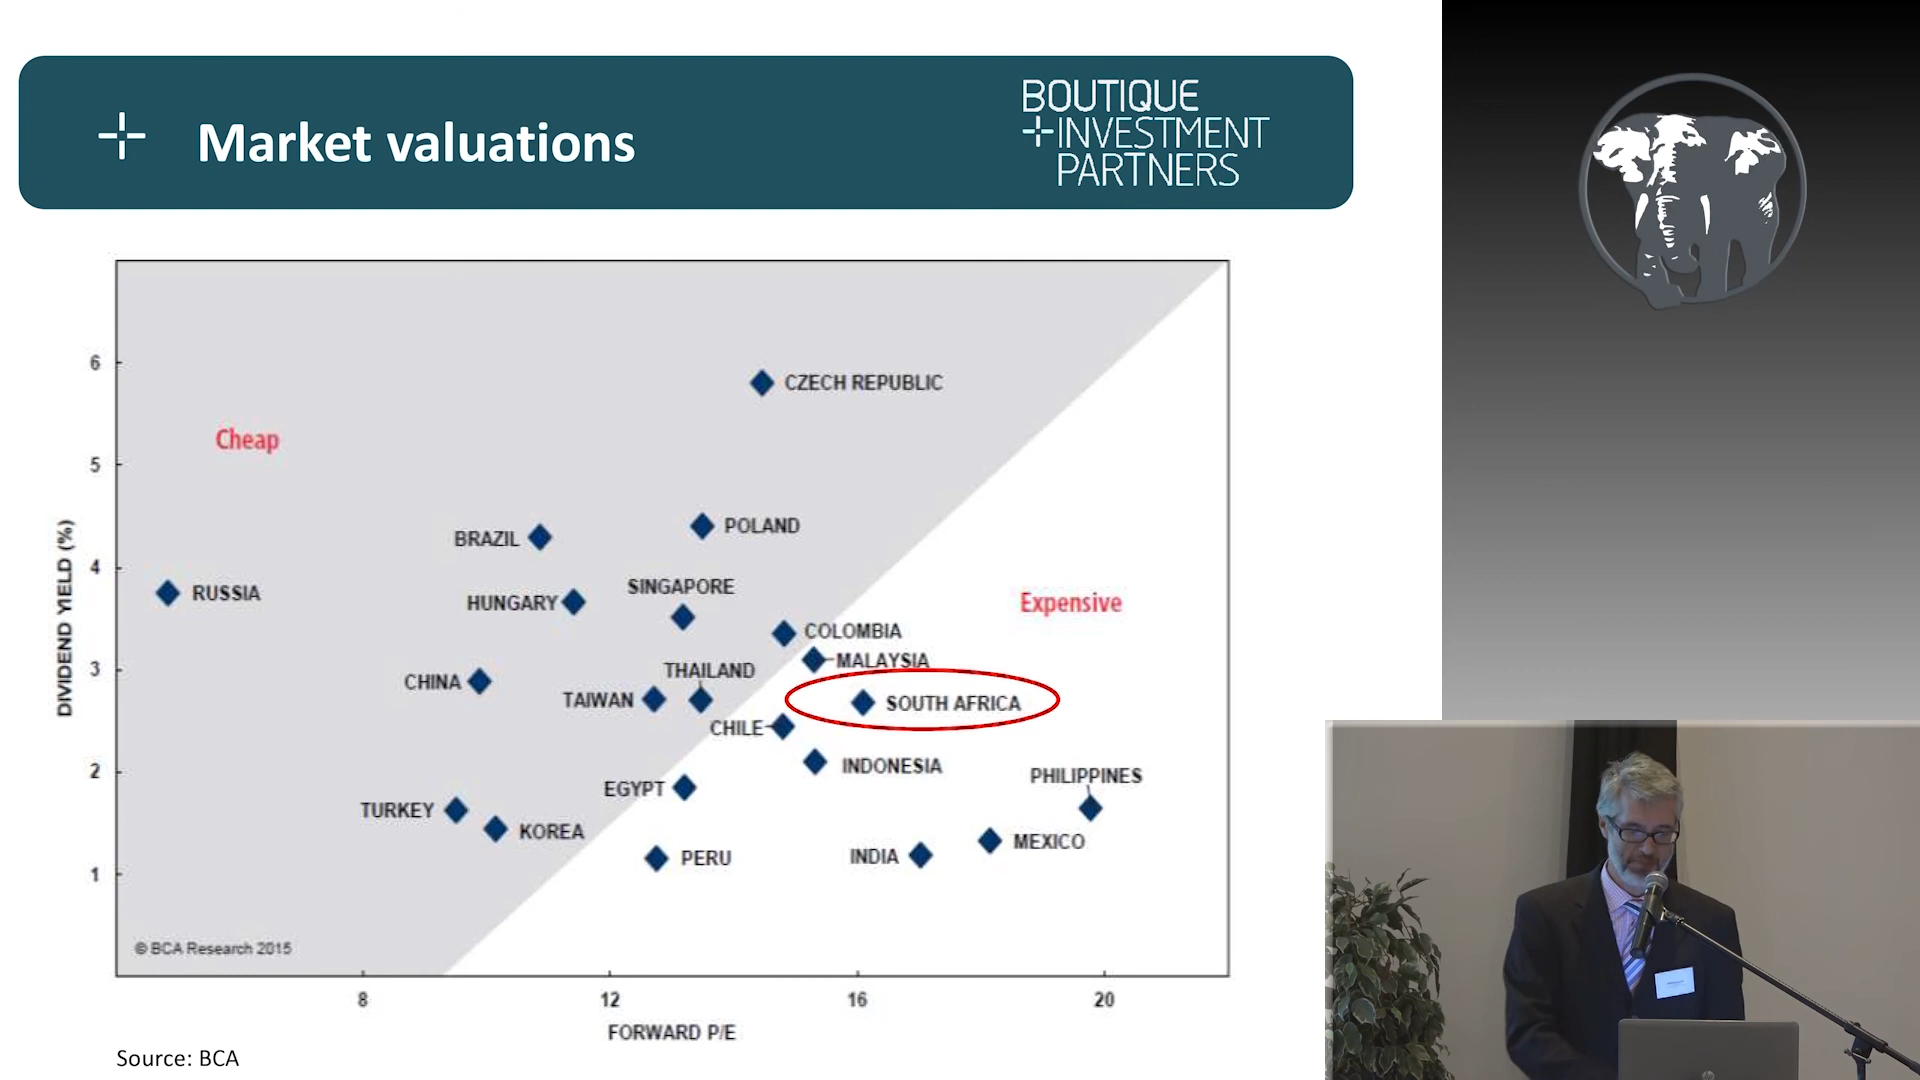 Market valuations
BOUTIQUE
INVESTMENT
PARTNERS
6
CZECH REPUBLIC
Cheap
5
POLAND
BRAZIL
4
SINGAPORE
RUSSIA
HUNGARY
Expensive
COLOMBIA
MALAYSIA
3
THAILAND
CHINA
TAIWAN
SOUTH AFRICA
CHILE
INDONESIA
2
PHILIPPINES
EGYPT
TURKEY
KOREA
MEXICO
INDIA
PERU
1
DIVIDEND YIELD (%)
© BCA Research 2015
8 12 16 20
FORWARD P/E
Source: BCA